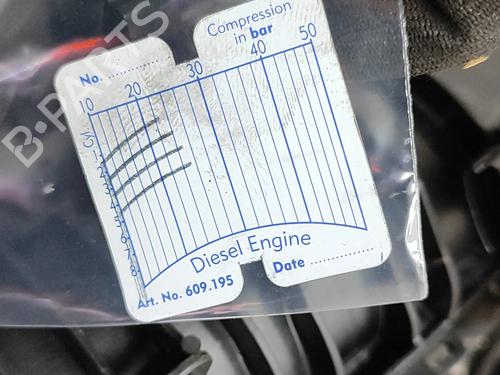 Compression
in bar
No. ..............
10 20 30 40 50
Cyl. 1 2 3 4 5 6 7 8
Diesel Engine
Date ..................
Art. No. 609.195
B-PARTS